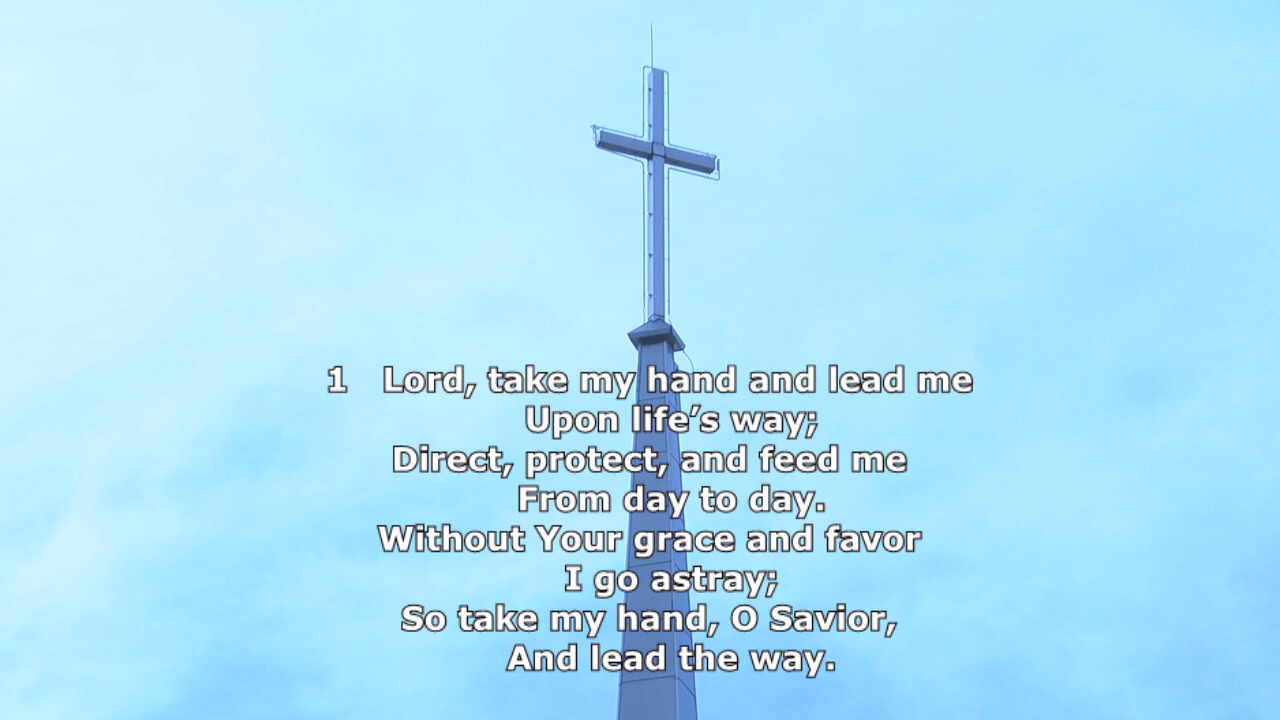 1 Lord, take my hand and lead me
Upon life’s way;
Direct, protect, and feed me
From day to day.
Without Your grace and favor
I go astray;
So take my hand, O Savior,
And lead the way.